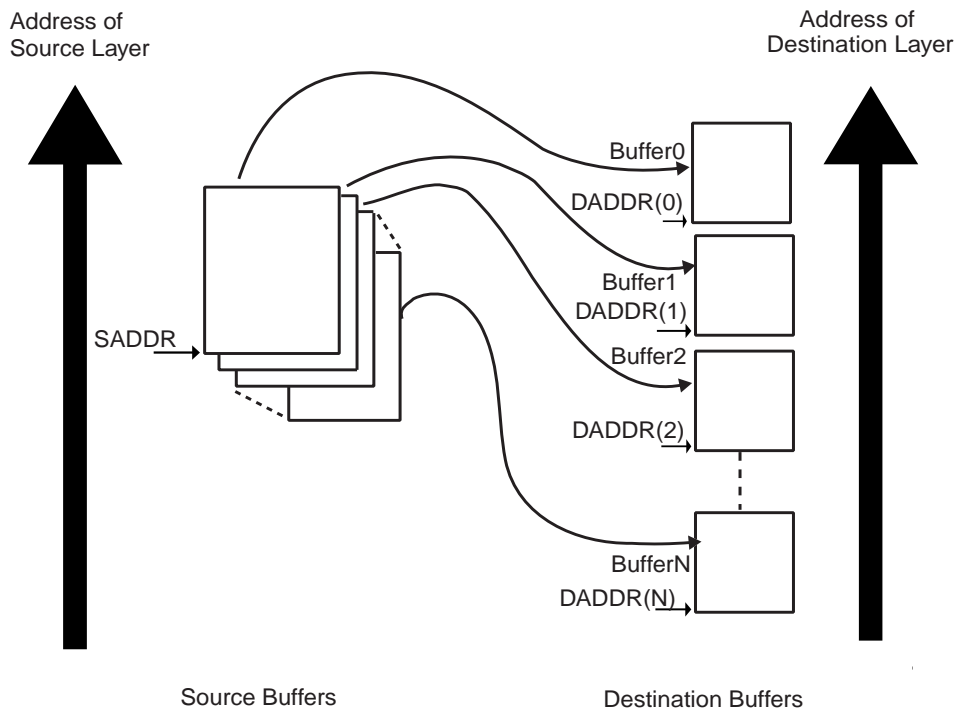 Address of
Source Layer
Address of
Destination Layer
Buffer0
DADDR(0)
Buffer1
DADDR(1)
SADDR
Buffer2
DADDR(2)
BufferN
DADDR(N)
Source Buffers
Destination Buffers